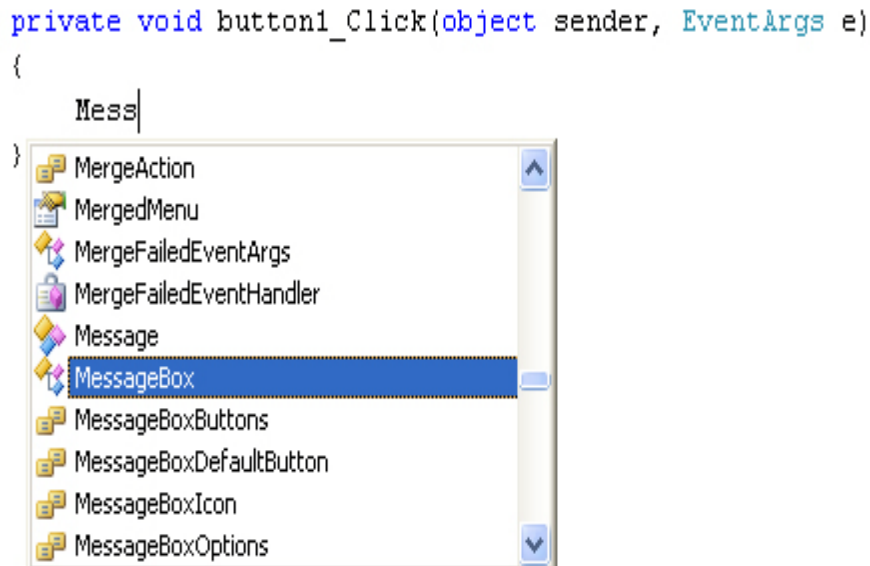 private void button1_Click(object sender, EventArgs e)
{
Mess
}
MergeAction
MergedMenu
MergeFailedEventArgs
MergeFailedEventHandler
Message
MessageBox
MessageBoxButtons
MessageBoxDefaultButton
MessageBoxIcon
MessageBoxOptions